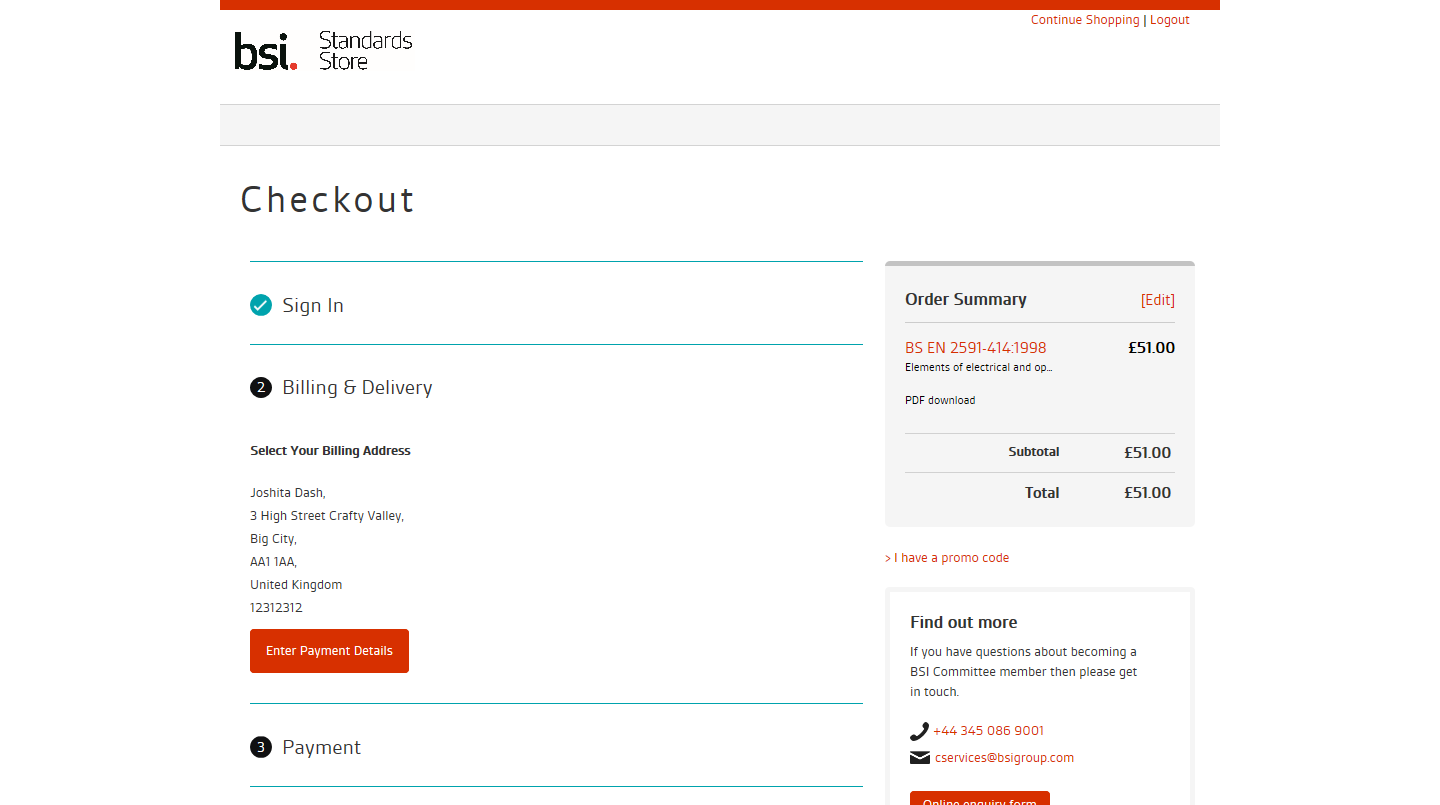 Continue Shopping | Logout
bsi. Standards Store
Checkout
Sign In
2 Billing & Delivery
Select Your Billing Address
Joshita Dash,
3 High Street Crafty Valley,
Big City,
AA1 1AA,
United Kingdom
12312312
Enter Payment Details
3 Payment
Order Summary [Edit]
BS EN 2591-414:1998 £51.00
Elements of electrical and op...
PDF download
Subtotal £51.00
Total £51.00
> I have a promo code
Find out more
If you have questions about becoming a
BSI Committee member then please get
in touch.
+44 345 086 9001
cservices@bsigroup.com
Online enquiry form